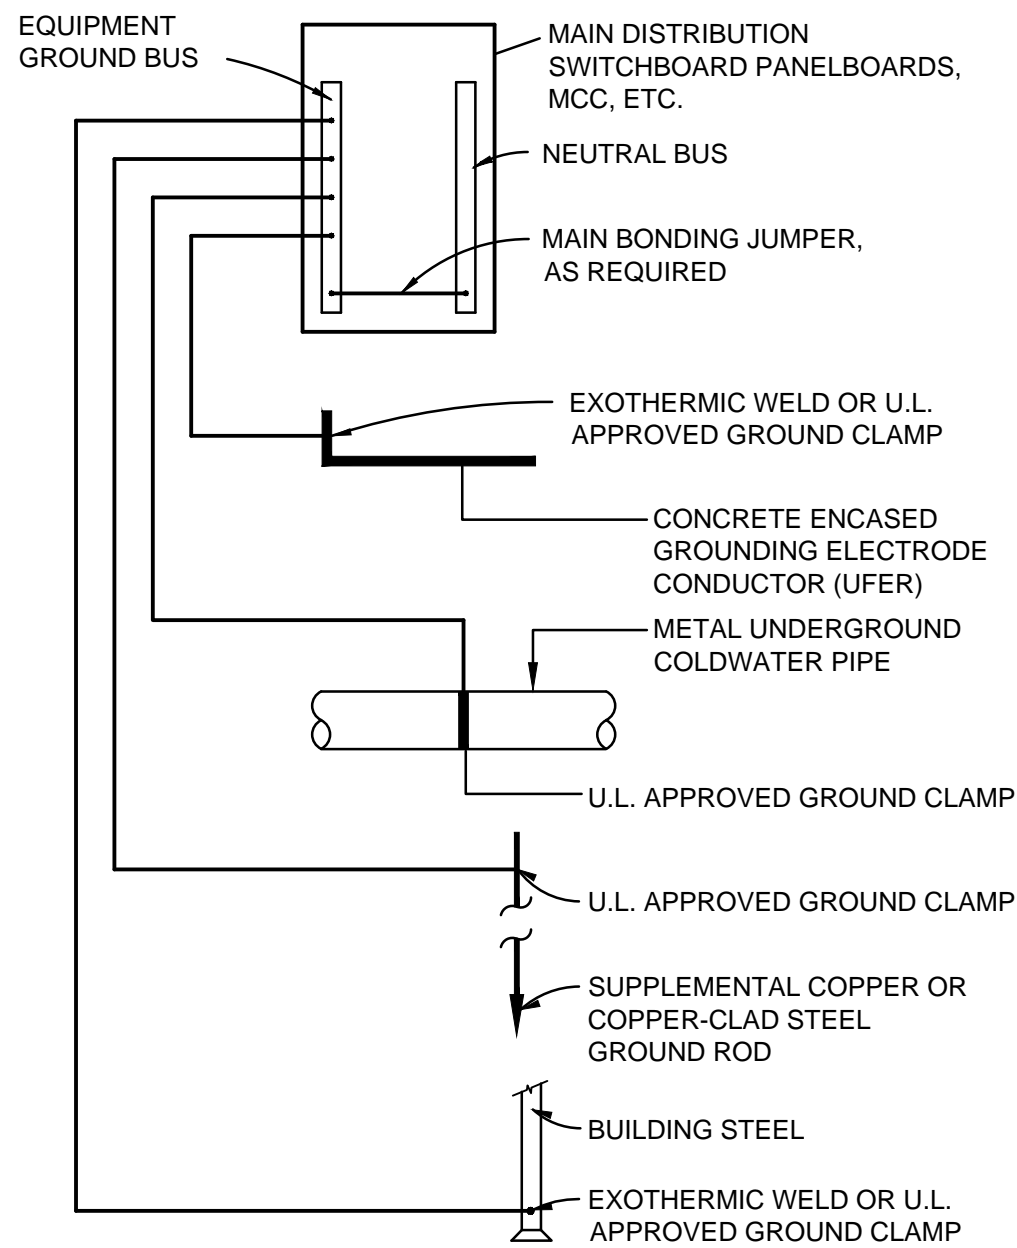 EQUIPMENT
GROUND BUS
MAIN DISTRIBUTION
SWITCHBOARD PANELBOARDS,
MCC, ETC.
NEUTRAL BUS
MAIN BONDING JUMPER,
AS REQUIRED
EXOTHERMIC WELD OR U.L.
APPROVED GROUND CLAMP
CONCRETE ENCASED
GROUNDING ELECTRODE
CONDUCTOR (UFER)
METAL UNDERGROUND
COLDWATER PIPE
U.L. APPROVED GROUND CLAMP
U.L. APPROVED GROUND CLAMP
SUPPLEMENTAL COPPER OR
COPPER-CLAD STEEL
GROUND ROD
BUILDING STEEL
EXOTHERMIC WELD OR U.L.
APPROVED GROUND CLAMP